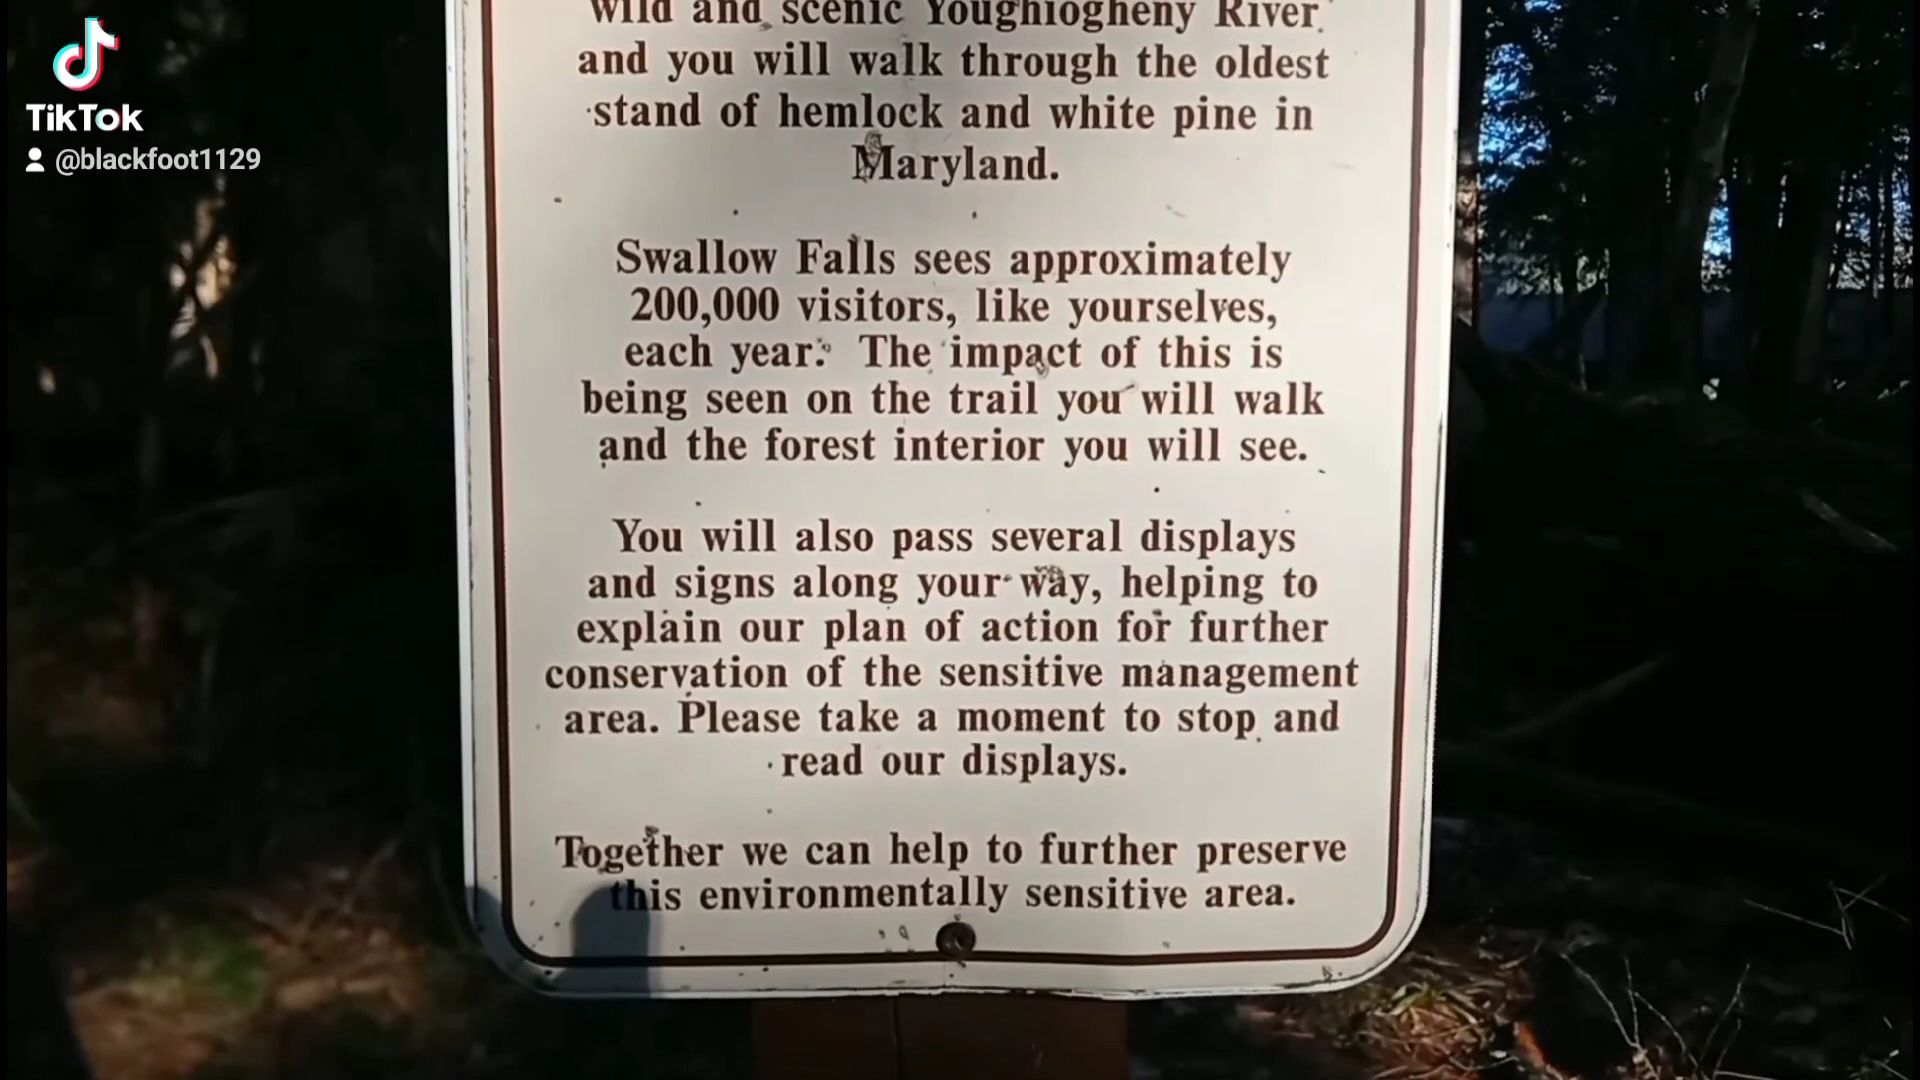 TikTok
@blackfoot1129
wild and scenic Youghiogheny River
and you will walk through the oldest
stand of hemlock and white pine in
Maryland.
Swallow Falls sees approximately
200,000 visitors, like yourselves,
each year. The impact of this is
being seen on the trail you will walk
and the forest interior you will see.
You will also pass several displays
and signs along your way, helping to
explain our plan of action for further
conservation of the sensitive management
area. Please take a moment to stop and
read our displays.
Together we can help to further preserve
this environmentally sensitive area.